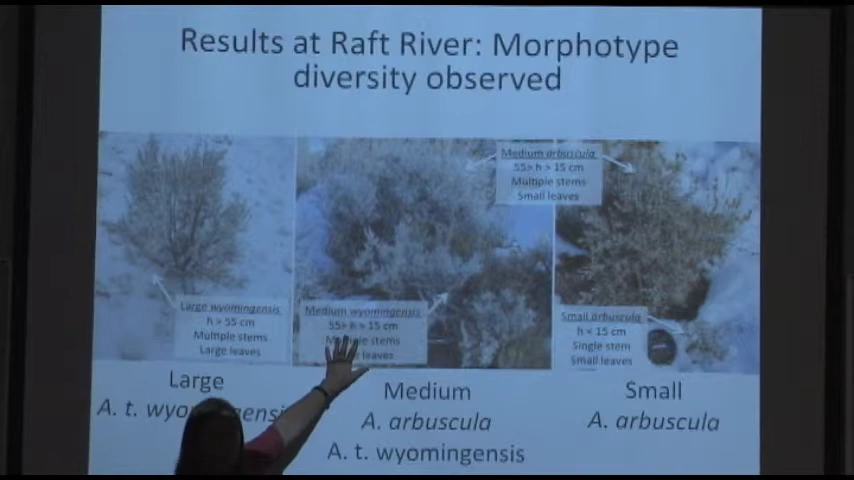 Results at Raft River: Morphotype
diversity observed
Medium arbuscula
55> h > 15 cm
Multiple stems
Small leaves
Large wyomingensis
h > 55 cm
Multiple stems
Large leaves
Medium wyomingensis
55> h > 15 cm
stems
leaves
Small arbuscula
h < 15 cm
Single stem
Small leaves
Large
A. t.
Medium
A. arbuscula
A. t. wyomingensis
Small
A. arbuscula